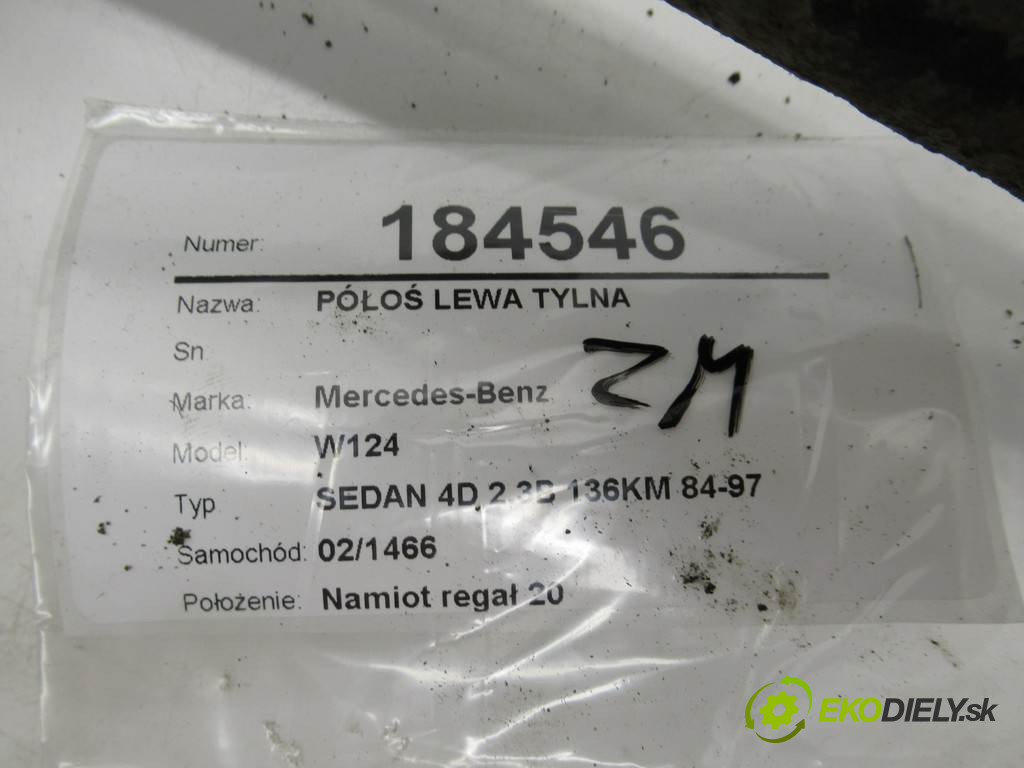 Numer: 184546
Nazwa: PÓŁOŚ LEWA TYLNA
Sn
Marka: Mercedes-Benz
ZM
Model: W124
Typ SEDAN 4D 2.3B 136KM 84-97
Samochód: 02/1466
Położenie: Namiot regał 20
EKODIELY.sk